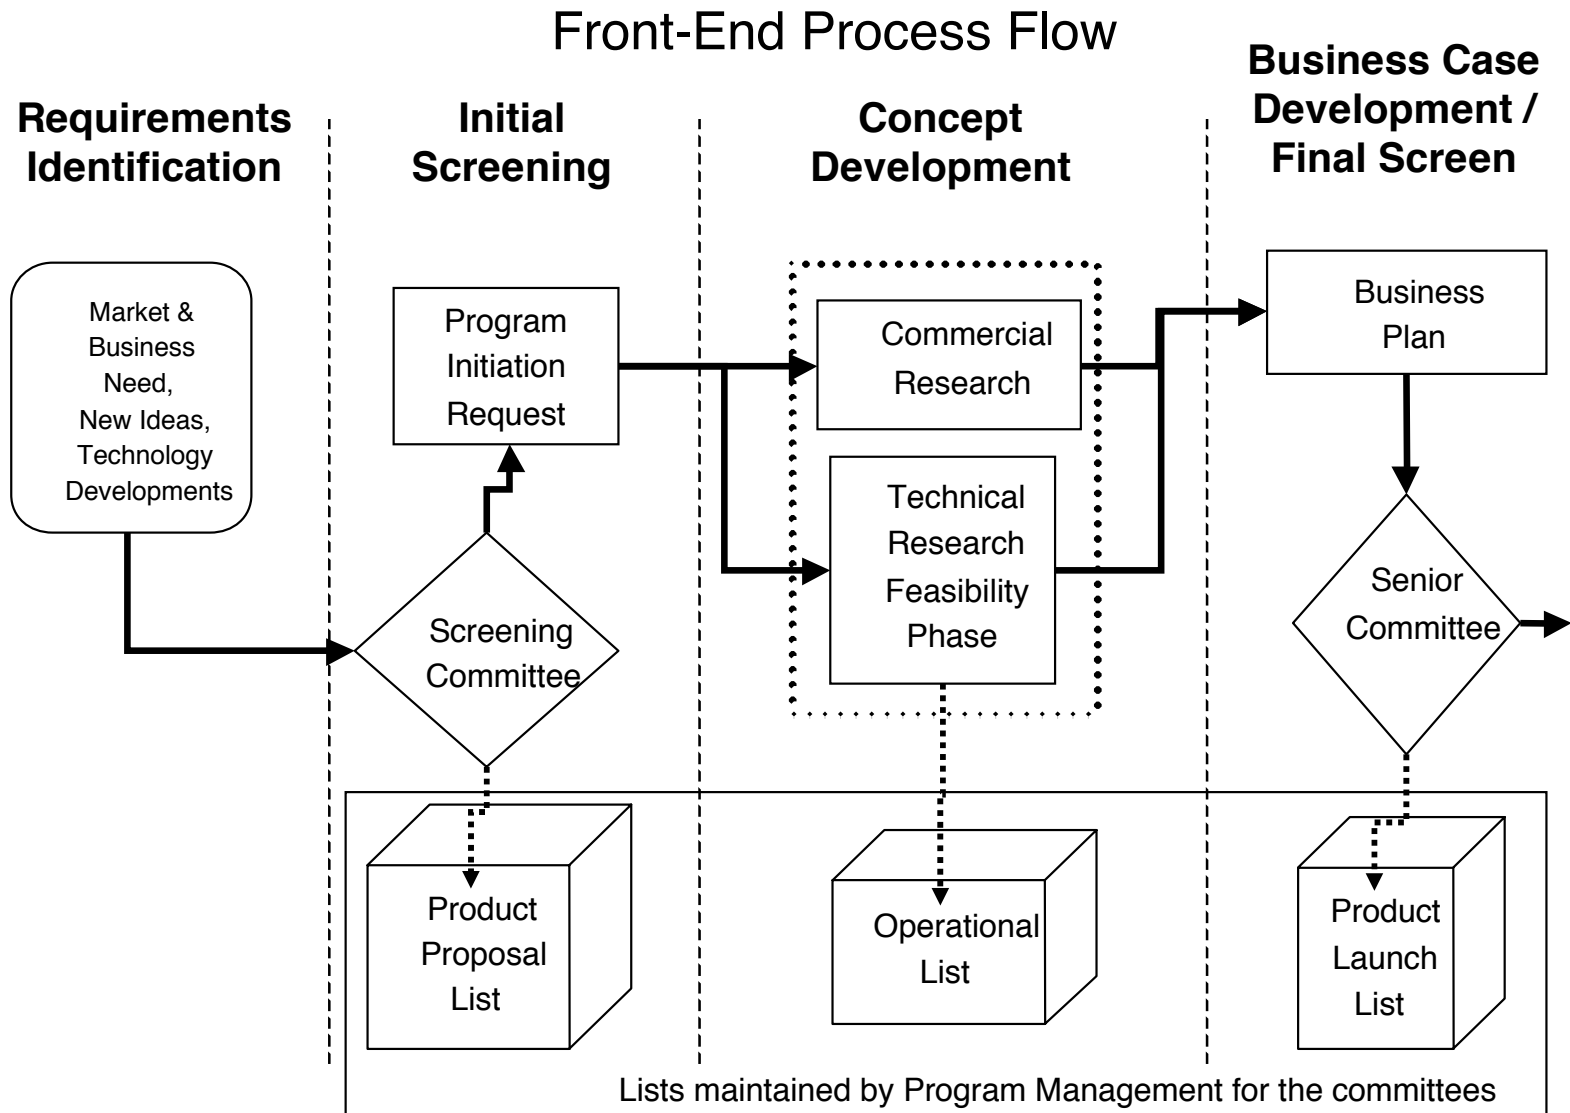 Front-End Process Flow
Requirements
Identification
Initial
Screening
Concept
Development
Business Case
Development /
Final Screen
Market &
Business
Need,
New Ideas,
Technology
Developments
Program
Initiation
Request
Screening
Committee
Commercial
Research
Technical
Research
Feasibility
Phase
Business
Plan
Senior
Committee
Product
Proposal
List
Operational
List
Product
Launch
List
Lists maintained by Program Management for the committees